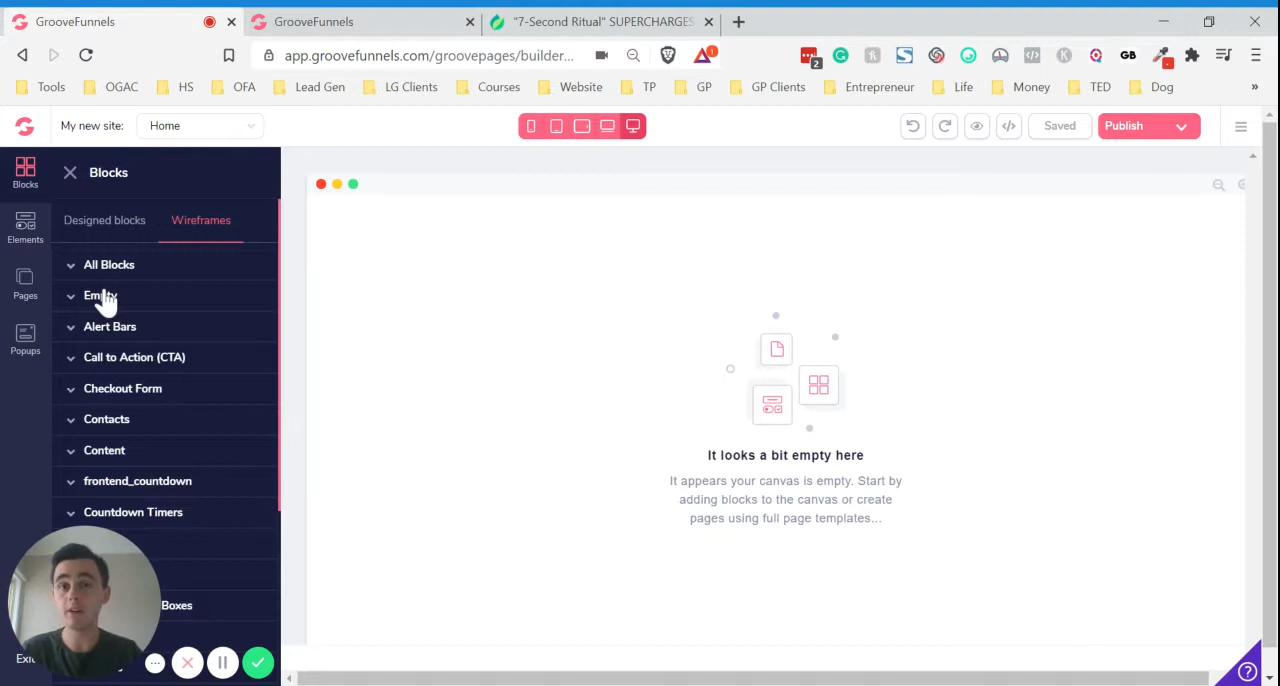 GrooveFunnels
GrooveFunnels
"7-Second Ritual" SUPERCHARGES
app.groovefunnels.com/groovepages/builder...
2
GB
1
Tools
OGAC
HS
OFA
Lead Gen
LG Clients
Courses
Website
TP
GP
GP Clients
Entrepreneur
Life
Money
TED
Dog
»
My new site:
Home
Saved
Publish
Blocks
Blocks
Designed blocks
Wireframes
Elements
All Blocks
Pages
Alert Bars
Popups
Call to Action (CTA)
Checkout Form
Contacts
Content
It looks a bit empty here
It appears your canvas is empty. Start by
adding blocks to the canvas or create
pages using full page templates...
frontend_countdown
Countdown Timers
Boxes